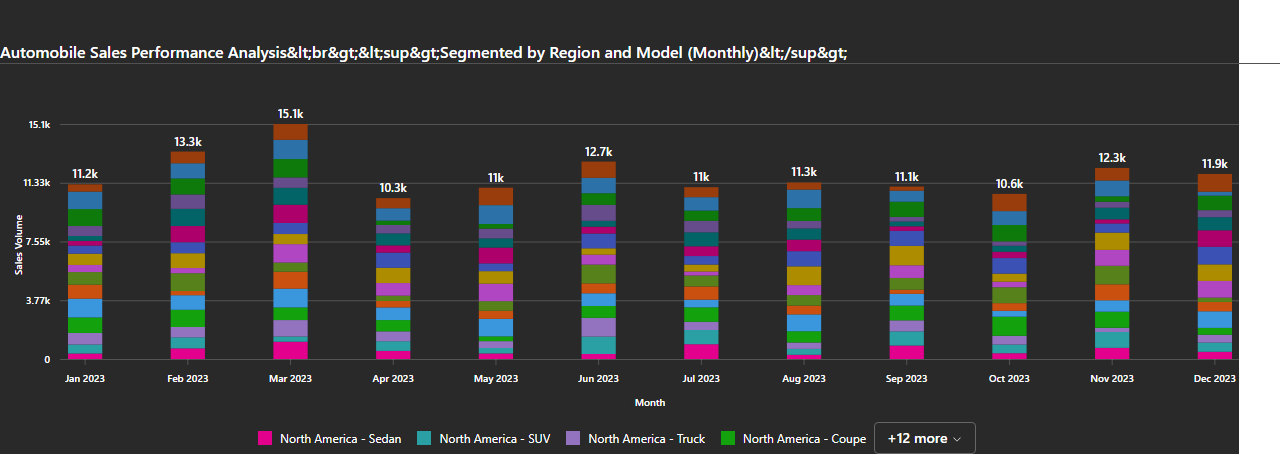 Automobile Sales Performance Analysis&lt;br&gt;&lt;sup&gt;Segmented by Region and Model (Monthly)&lt;/sup&gt;
15.1k
13.3k
12.7k
12.3k
11.9k
11.2k
11.3k
11k
11k
11.1k
10.3k
10.6k
15.1k
11.33k
7.55k
3.77k
0
Sales Volume
Jan 2023 Feb 2023 Mar 2023 Apr 2023 May 2023 Jun 2023 Jul 2023 Aug 2023 Sep 2023 Oct 2023 Nov 2023 Dec 2023
Month
North America - Sedan North America - SUV North America - Truck North America - Coupe +12 more